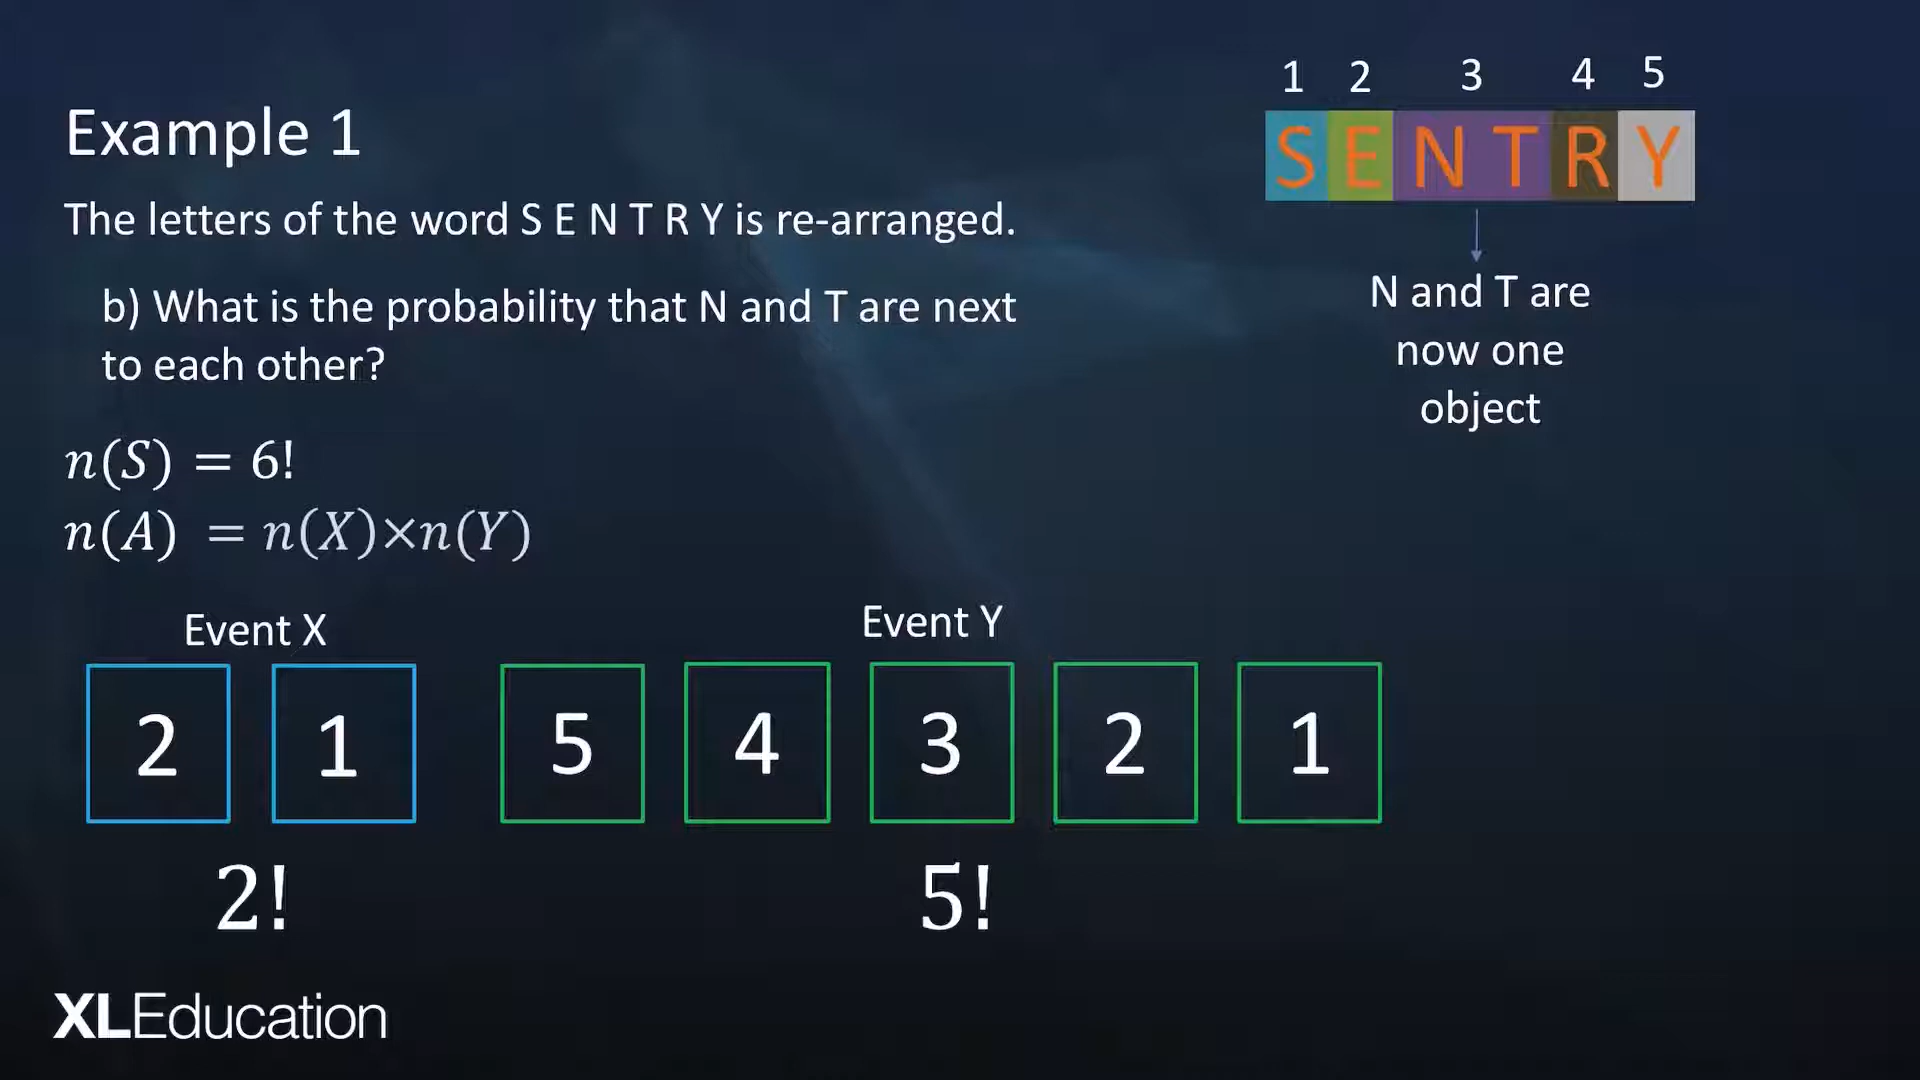 Example 1
The letters of the word S E N T R Y is re-arranged.
b) What is the probability that N and T are next
to each other?
n(S) = 6!
n(A) = n(X)×n(Y)
1 2 3 4 5
S E N T R Y
N and T are
now one
object
Event X
2 1
2!
Event Y
5 4 3 2 1
5!
XLEducation